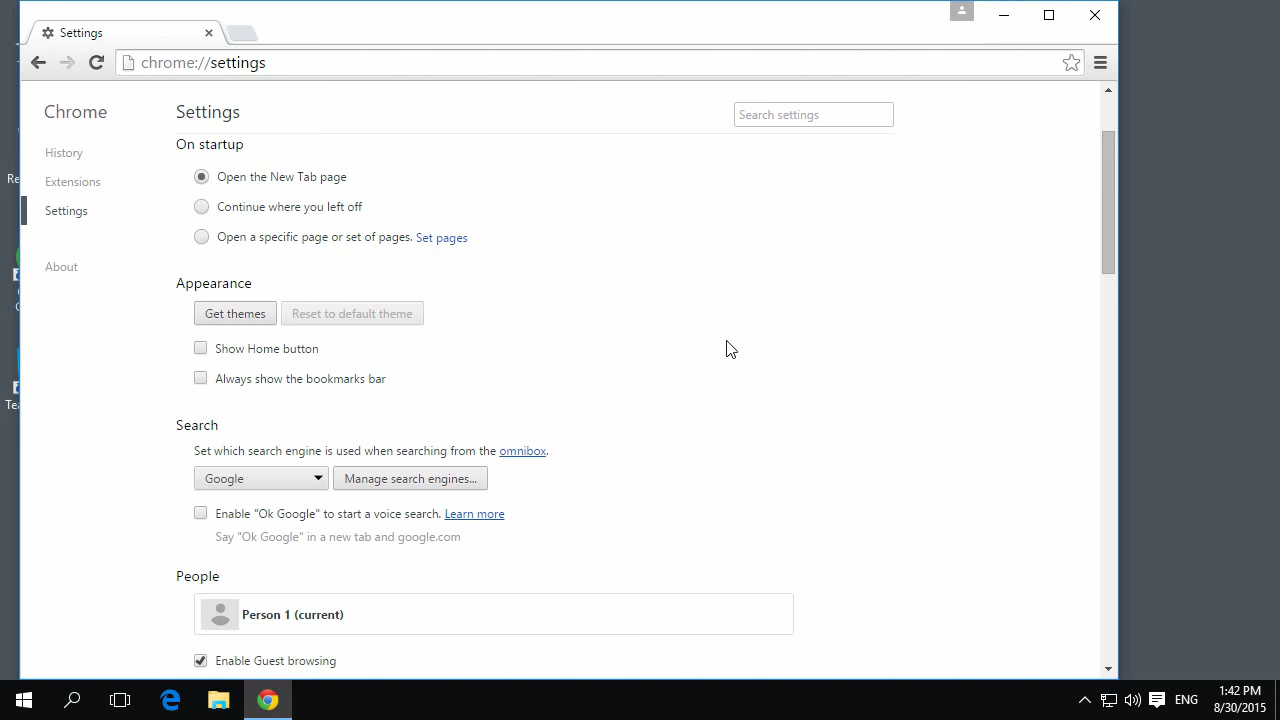 Settings
chrome://settings
Chrome
Settings
Search settings
History
Extensions
Settings
About
On startup
Open the New Tab page
Continue where you left off
Open a specific page or set of pages. Set pages
Appearance
Get themes
Reset to default theme
Show Home button
Always show the bookmarks bar
Search
Set which search engine is used when searching from the omnibox.
Google
Manage search engines...
Enable "Ok Google" to start a voice search. Learn more
Say "Ok Google" in a new tab and google.com
People
Person 1 (current)
Enable Guest browsing
Re
Tea
ENG
1:42 PM
8/30/2015